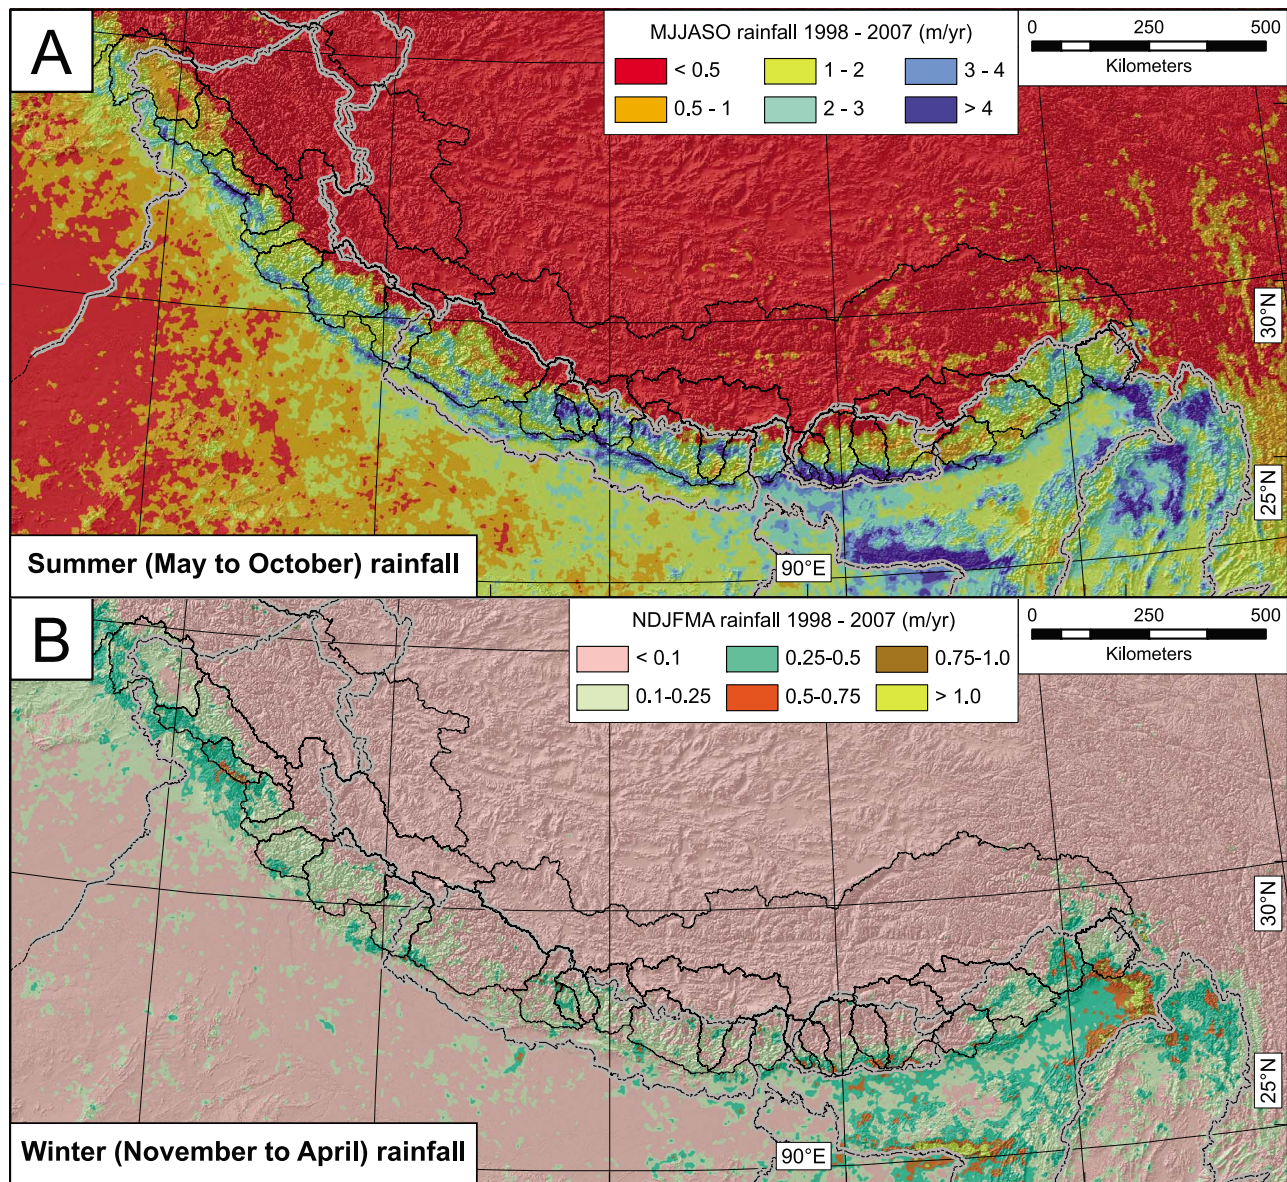 A
MJJASO rainfall 1998 - 2007 (m/yr)
< 0.5
1 - 2
3 - 4
0.5 - 1
2 - 3
> 4
0 250 500
Kilometers
30°N
25°N
90°E
Summer (May to October) rainfall
B
NDJFMA rainfall 1998 - 2007 (m/yr)
< 0.1
0.25-0.5
0.75-1.0
0.1-0.25
0.5-0.75
> 1.0
0 250 500
Kilometers
30°N
25°N
90°E
Winter (November to April) rainfall